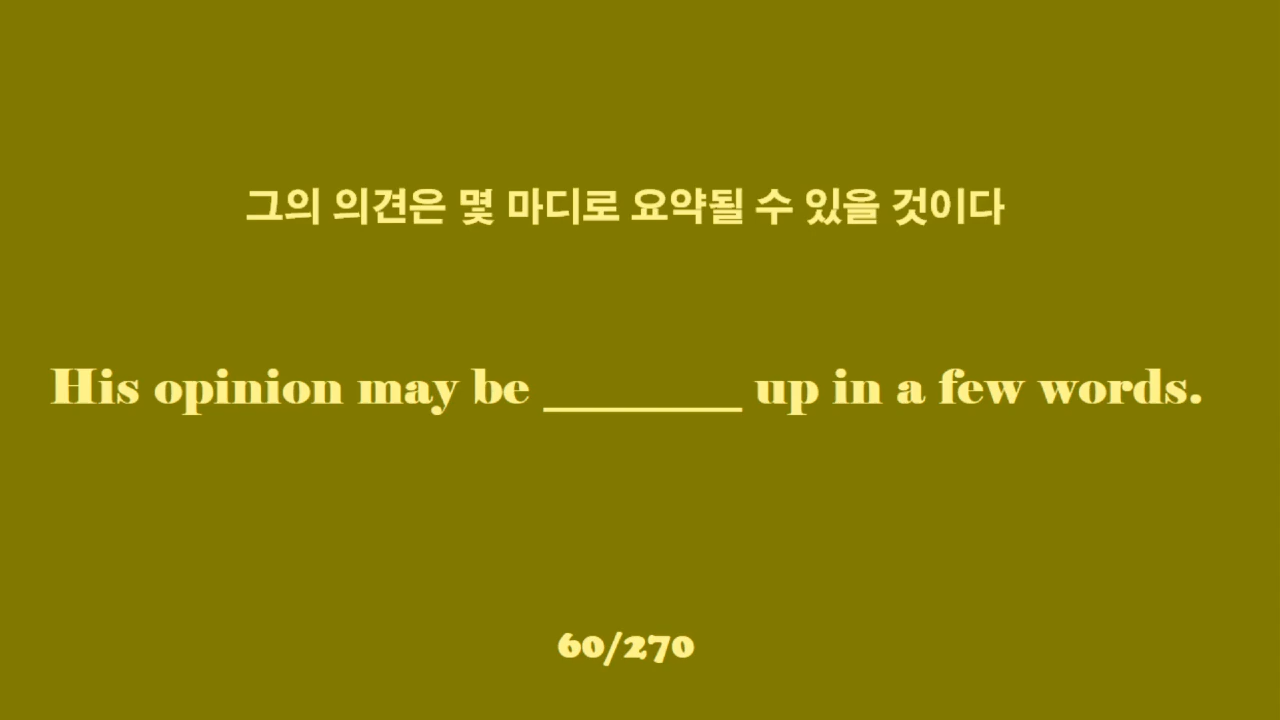 그의 의견은 몇 마디로 요약될 수 있을 것이다
His opinion may be ________ up in a few words.
60/270